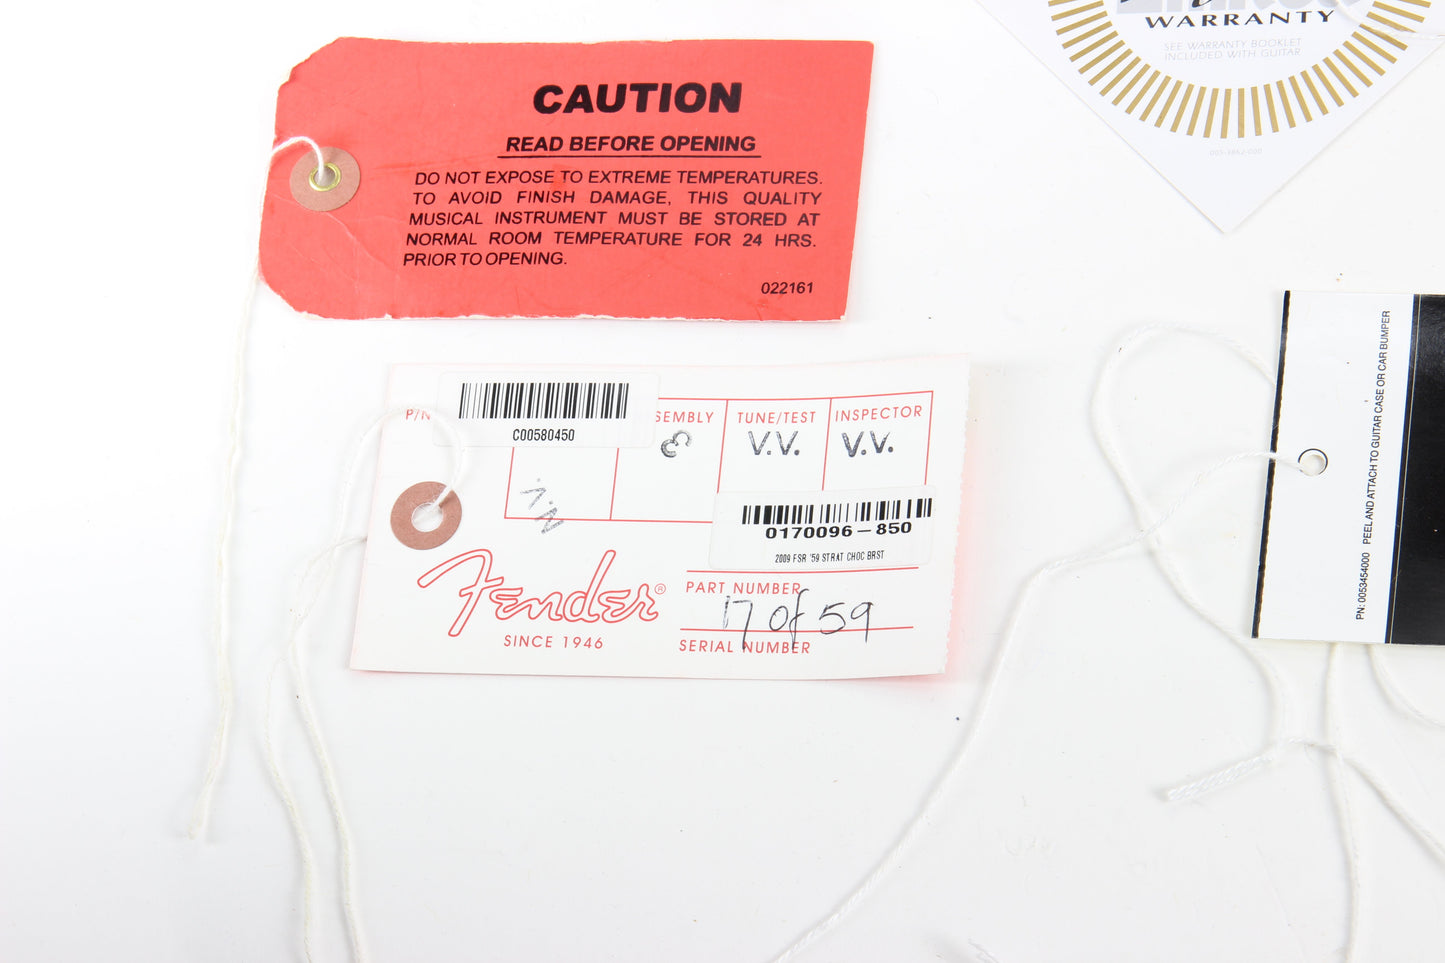 CAUTION
READ BEFORE OPENING
DO NOT EXPOSE TO EXTREME TEMPERATURES.
TO AVOID FINISH DAMAGE, THIS QUALITY
MUSICAL INSTRUMENT MUST BE STORED AT
NORMAL ROOM TEMPERATURE FOR 24 HRS.
PRIOR TO OPENING.
022161
WARRANTY
SEE WARRANTY BOOKLET
INCLUDED WITH GUITAR
005-3862-000
P/N
C00580450
SEMBLY
TUNE/TEST
INSPECTOR
V.V.
V.V.
0170096-850
2009 FSR '59 STRAT CHOC BRST
Fender®
SINCE 1946
PART NUMBER
17 of 59
SERIAL NUMBER
PN: 0053454000 PEEL AND ATTACH TO GUITAR CASE OR CAR BUMPER